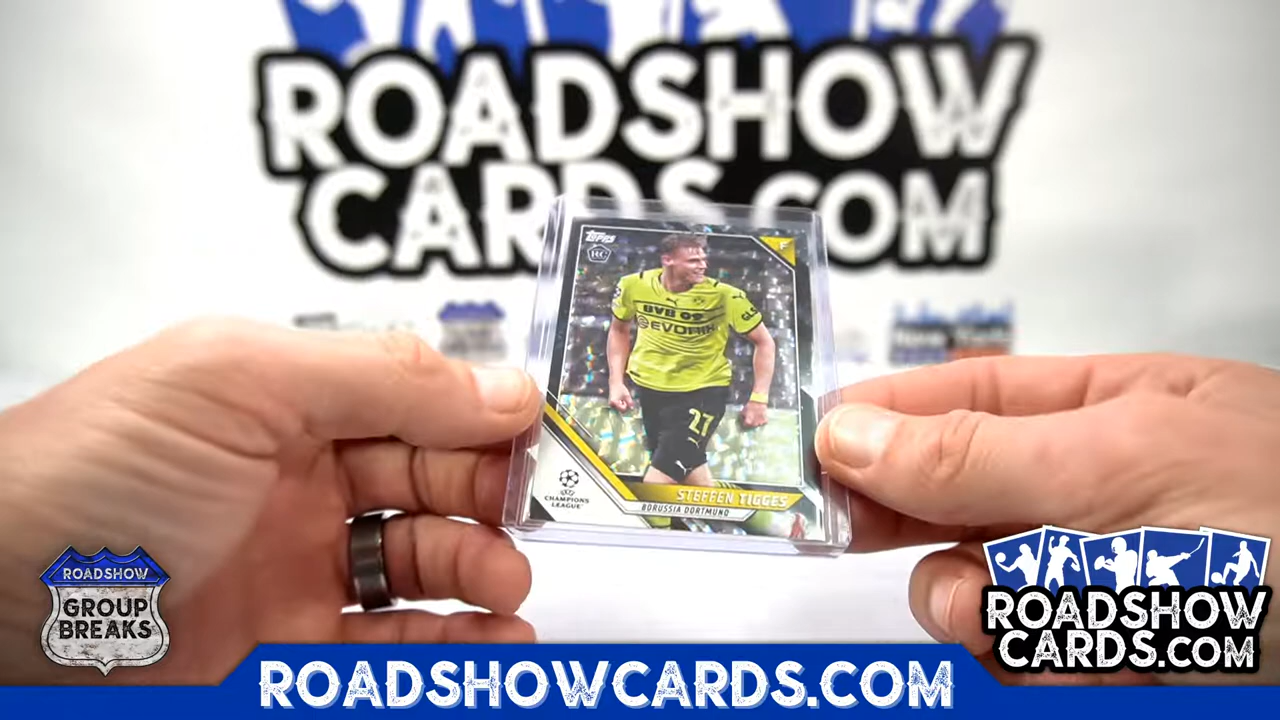 ROADSHOW
CARDS.COM
Topps
RC
F
BVB 09
EVONIK
GLS
27
STEFFEN TIGGES
BORUSSIA DORTMUND
CHAMPIONS
LEAGUE
ROADSHOW
GROUP
BREAKS
ROADSHOW
CARDS.COM
ROADSHOWCARDS.COM